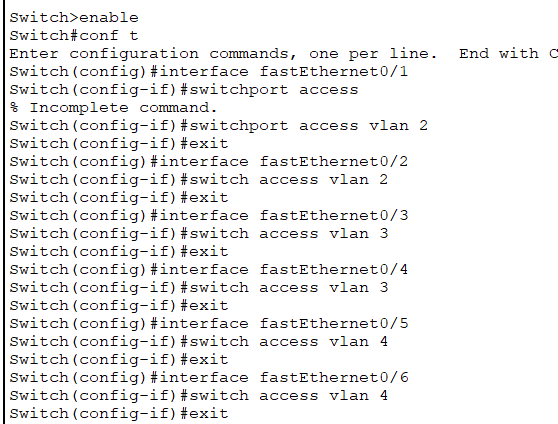 Switch>enable
Switch#conf t
Enter configuration commands, one per line.  End with C
Switch(config)#interface fastEthernet0/1
Switch(config-if)#switchport access
% Incomplete command.
Switch(config-if)#switchport access vlan 2
Switch(config-if)#exit
Switch(config)#interface fastEthernet0/2
Switch(config-if)#switch access vlan 2
Switch(config-if)#exit
Switch(config)#interface fastEthernet0/3
Switch(config-if)#switch access vlan 3
Switch(config-if)#exit
Switch(config)#interface fastEthernet0/4
Switch(config-if)#switch access vlan 3
Switch(config-if)#exit
Switch(config)#interface fastEthernet0/5
Switch(config-if)#switch access vlan 4
Switch(config-if)#exit
Switch(config)#interface fastEthernet0/6
Switch(config-if)#switch access vlan 4
Switch(config-if)#exit